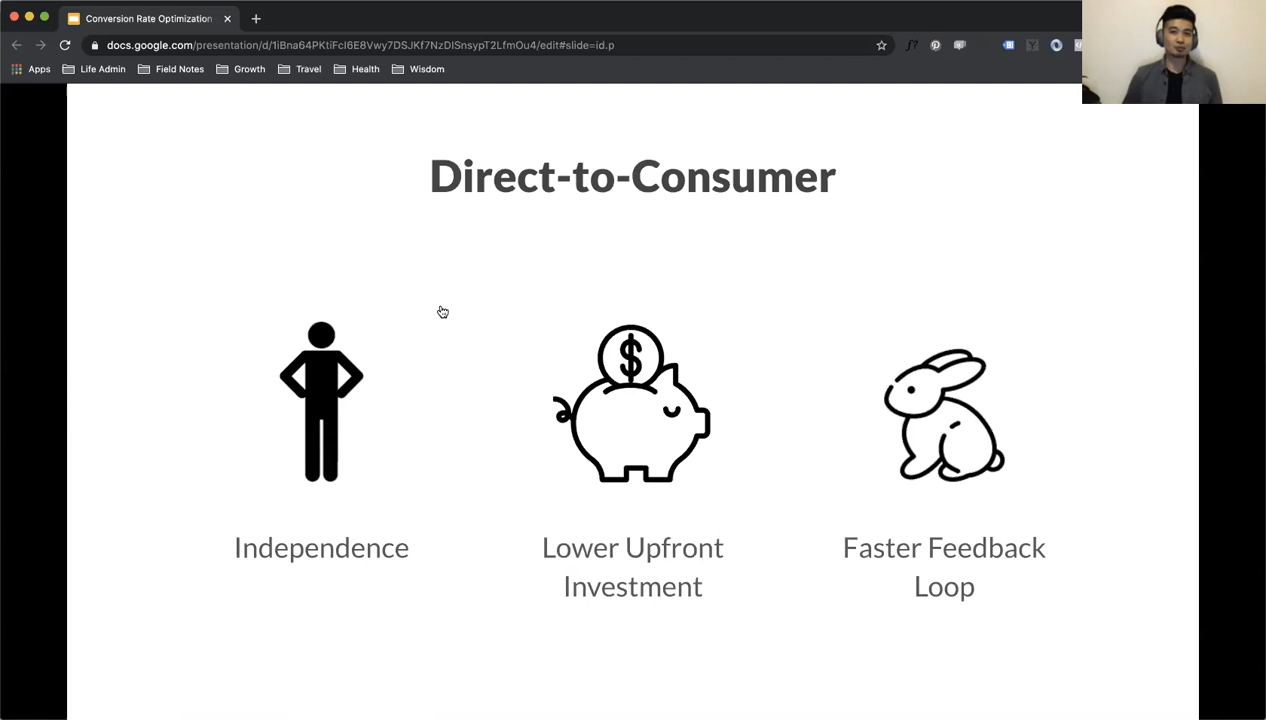 Conversion Rate Optimization
docs.google.com/presentation/d/1iBna64PKtiFcI6E8Vwy7DSJKf7NzDISnsypT2LfmOu4/edit#slide=id.p
Apps Life Admin Field Notes Growth Travel Health Wisdom
Direct-to-Consumer
$
Independence
Lower Upfront
Investment
Faster Feedback
Loop